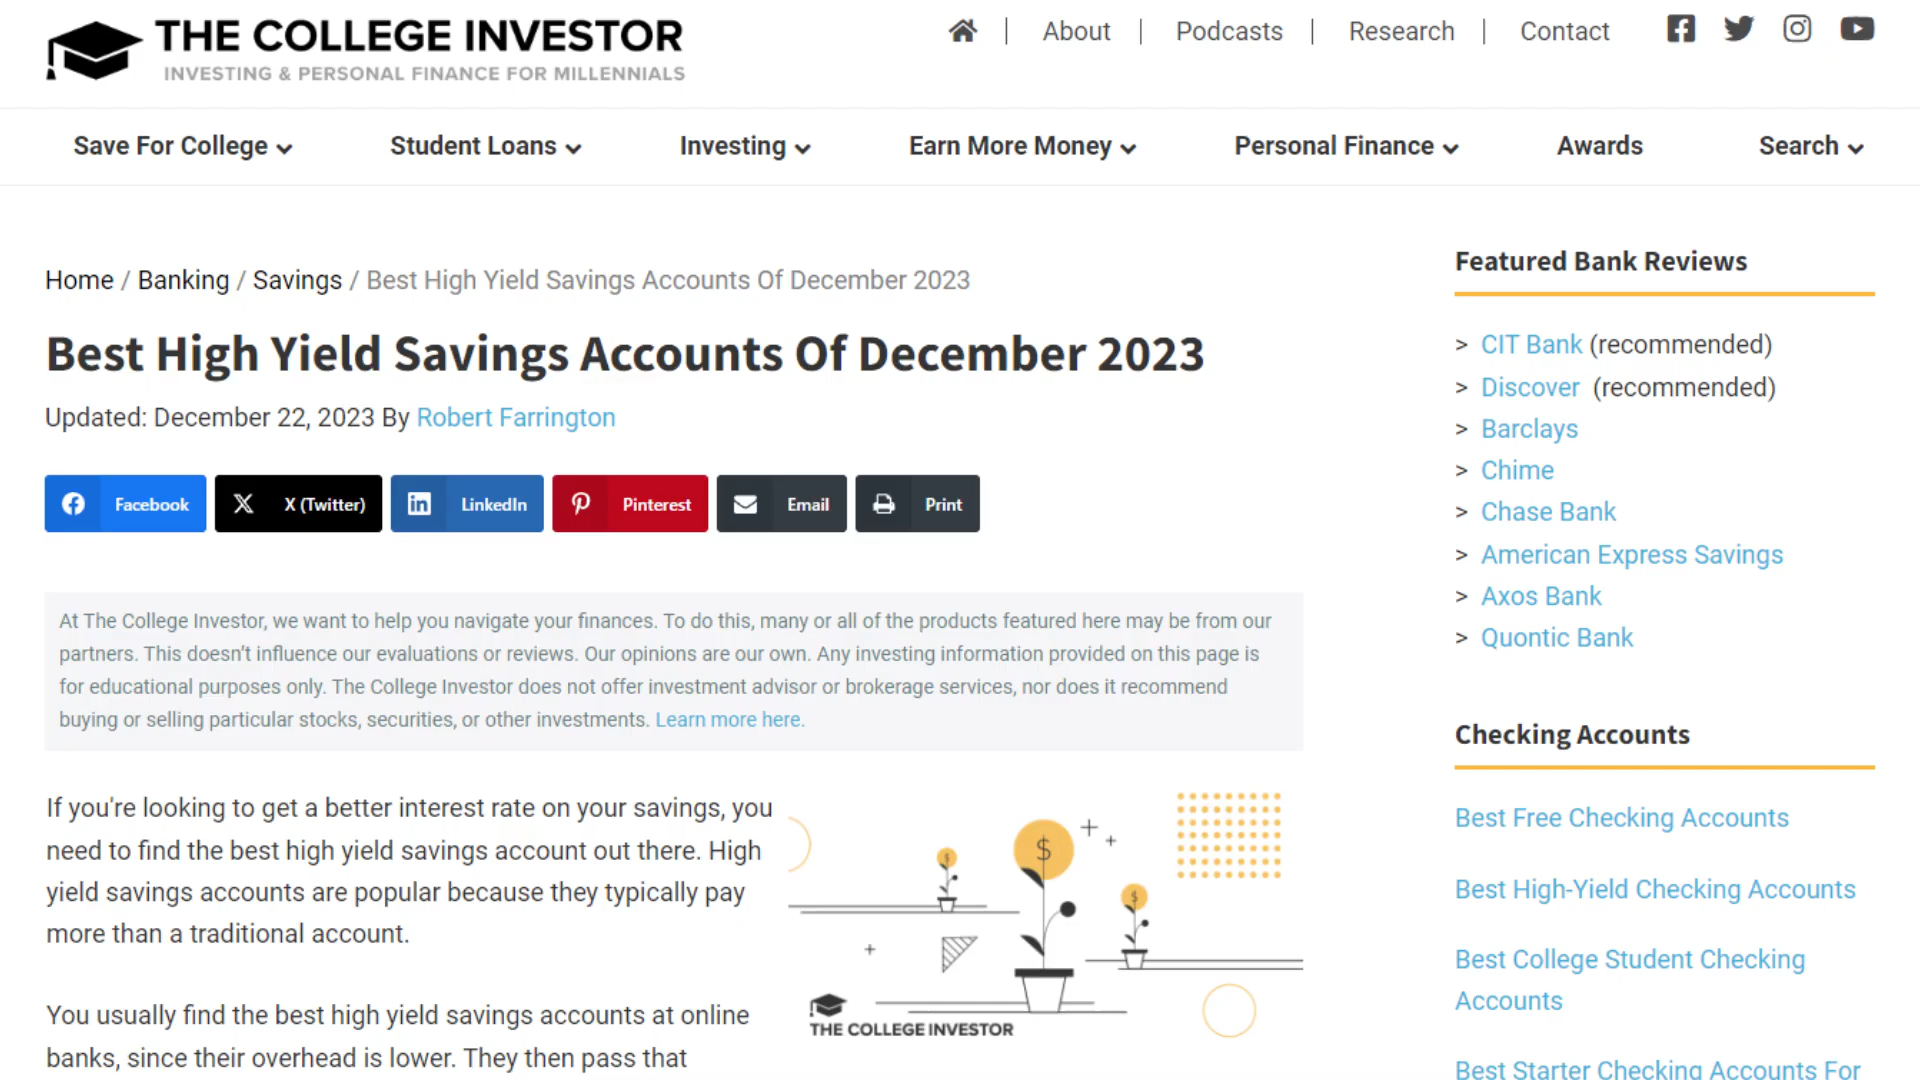 THE COLLEGE INVESTOR
INVESTING & PERSONAL FINANCE FOR MILLENNIALS
About | Podcasts | Research | Contact
Save For College
Student Loans
Investing
Earn More Money
Personal Finance
Awards
Search
Home / Banking / Savings / Best High Yield Savings Accounts Of December 2023
Best High Yield Savings Accounts Of December 2023
Updated: December 22, 2023 By Robert Farrington
Facebook
X (Twitter)
LinkedIn
Pinterest
Email
Print
At The College Investor, we want to help you navigate your finances. To do this, many or all of the products featured here may be from our
partners. This doesn't influence our evaluations or reviews. Our opinions are our own. Any investing information provided on this page is
for educational purposes only. The College Investor does not offer investment advisor or brokerage services, nor does it recommend
buying or selling particular stocks, securities, or other investments. Learn more here.
If you're looking to get a better interest rate on your savings, you
need to find the best high yield savings account out there. High
yield savings accounts are popular because they typically pay
more than a traditional account.
You usually find the best high yield savings accounts at online
banks, since their overhead is lower. They then pass that
$
$
$
THE COLLEGE INVESTOR
Featured Bank Reviews
> CIT Bank (recommended)
> Discover (recommended)
> Barclays
> Chime
> Chase Bank
> American Express Savings
> Axos Bank
> Quontic Bank
Checking Accounts
Best Free Checking Accounts
Best High-Yield Checking Accounts
Best College Student Checking
Accounts
Best Starter Checking Accounts For